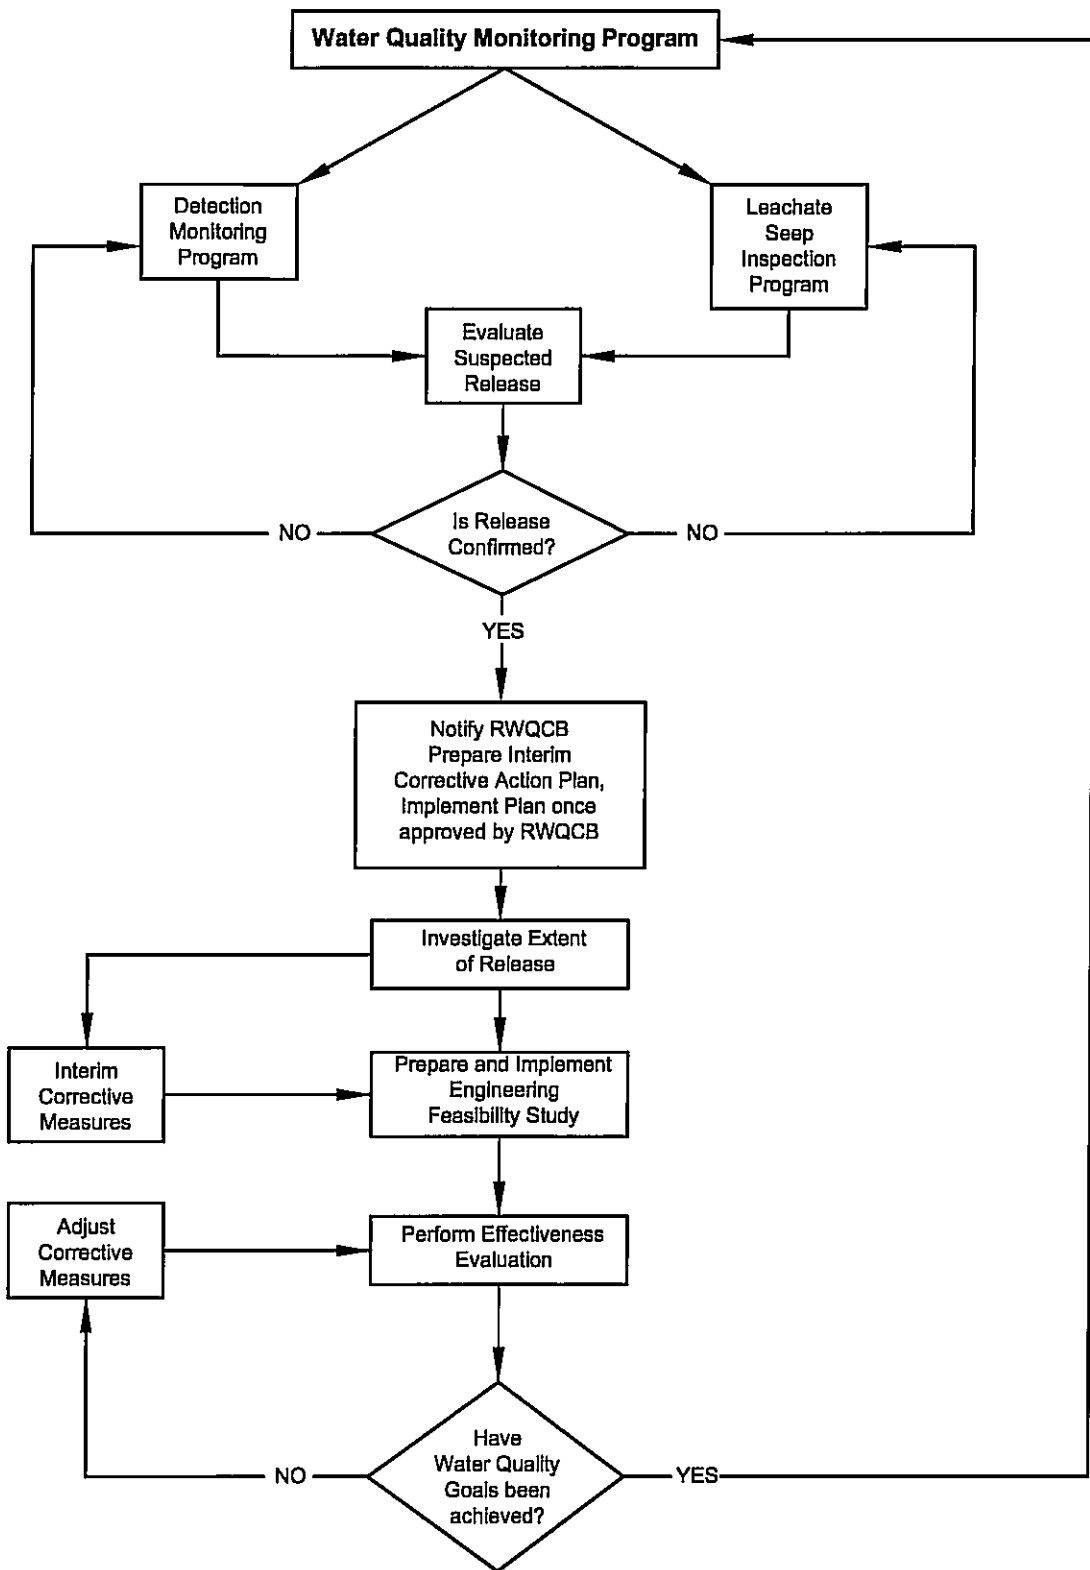 Water Quality Monitoring Program
Detection
Monitoring
Program
Leachate
Seep
Inspection
Program
Evaluate
Suspected
Release
Is Release
Confirmed?
NO
NO
YES
Notify RWQCB
Prepare Interim
Corrective Action Plan,
Implement Plan once
approved by RWQCB
Investigate Extent
of Release
Interim
Corrective
Measures
Prepare and Implement
Engineering
Feasibility Study
Adjust
Corrective
Measures
Perform Effectiveness
Evaluation
Have
Water Quality
Goals been
achieved?
NO
YES